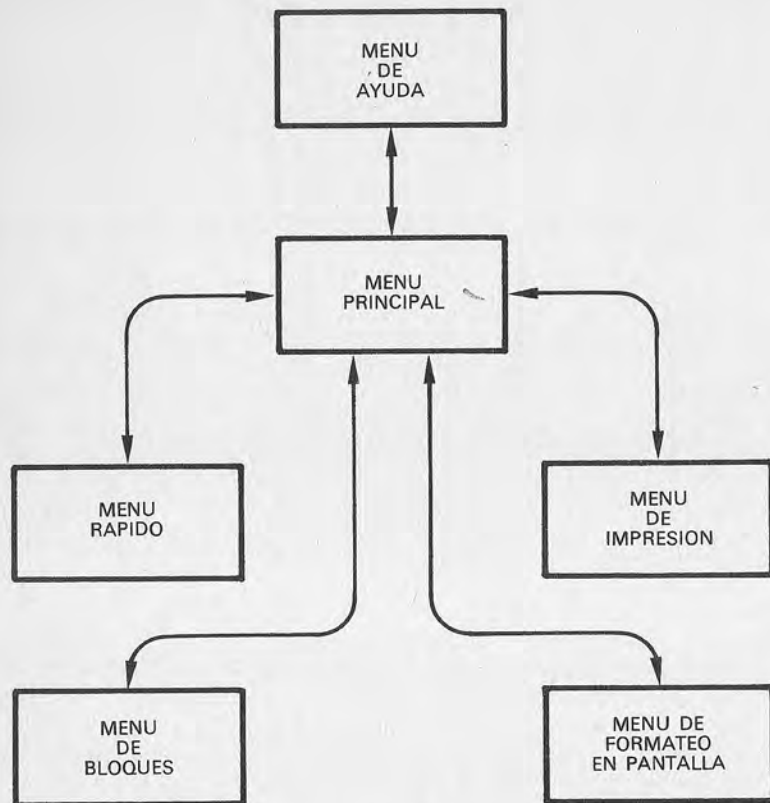 MENU
DE
AYUDA
MENU
PRINCIPAL
MENU
RAPIDO
MENU
DE
IMPRESION
MENU
DE
BLOQUES
MENU DE
FORMATEO
EN PANTALLA